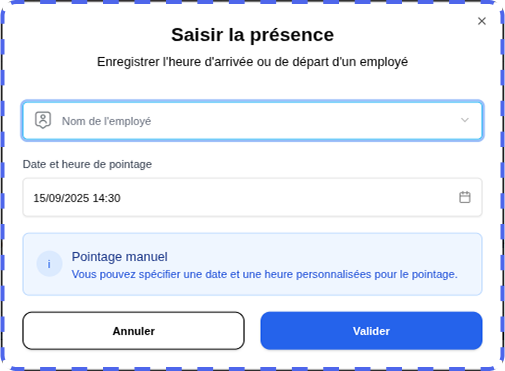 Saisir la présence
Enregistrer l'heure d'arrivée ou de départ d'un employé
Nom de l'employé
Date et heure de pointage
15/09/2025 14:30
Pointage manuel
Vous pouvez spécifier une date et une heure personnalisées pour le pointage.
Annuler
Valider